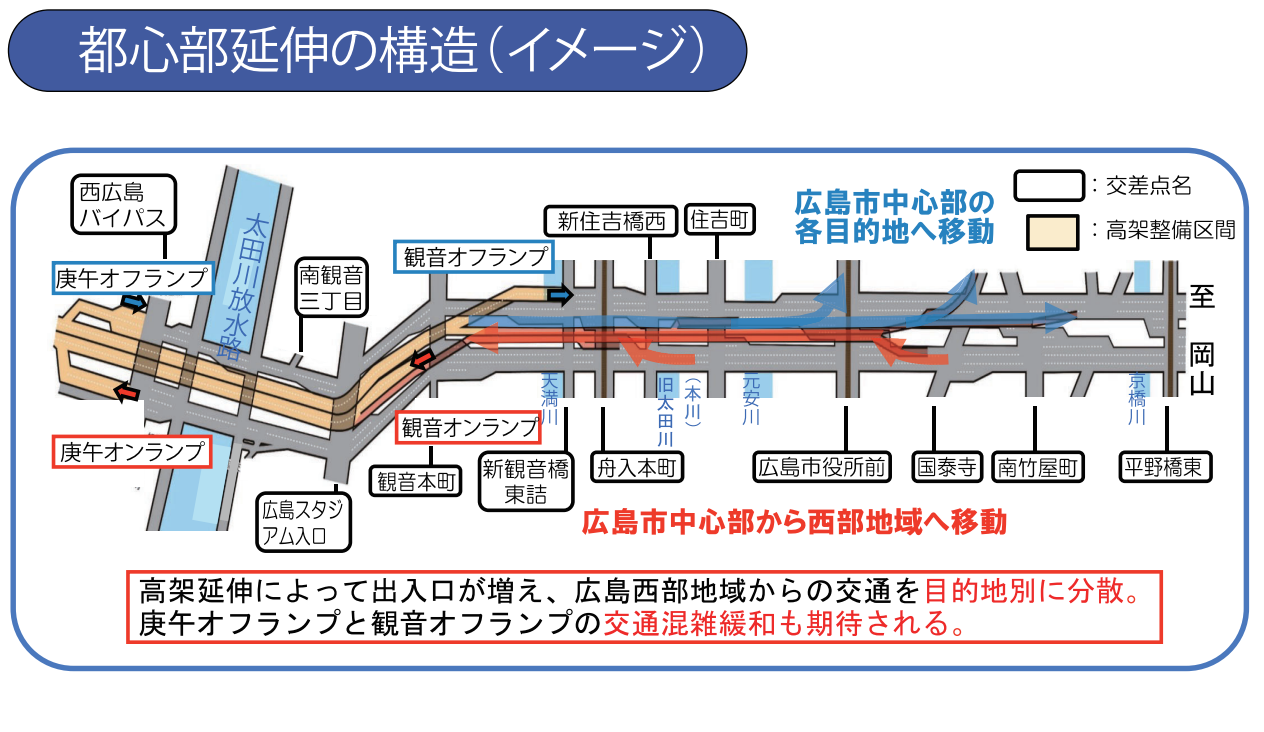 都心部延伸の構造（イメージ）
西広島
バイパス
太田川放水路
庚午オフランプ
南観音
三丁目
観音オフランプ
新住吉橋西
住吉町
広島市中心部の
各目的地へ移動
：交差点名
：高架整備区間
至
岡山
庚午オンランプ
観音オンランプ
天満川
旧太田川
（本川）
元安川
京橋川
広島スタジ
アム入口
観音本町
新観音橋
東詰
舟入本町
広島市役所前
国泰寺
南竹屋町
平野橋東
広島市中心部から西部地域へ移動
高架延伸によって出入口が増え、広島西部地域からの交通を目的地別に分散。
庚午オフランプと観音オフランプの交通混雑緩和も期待される。